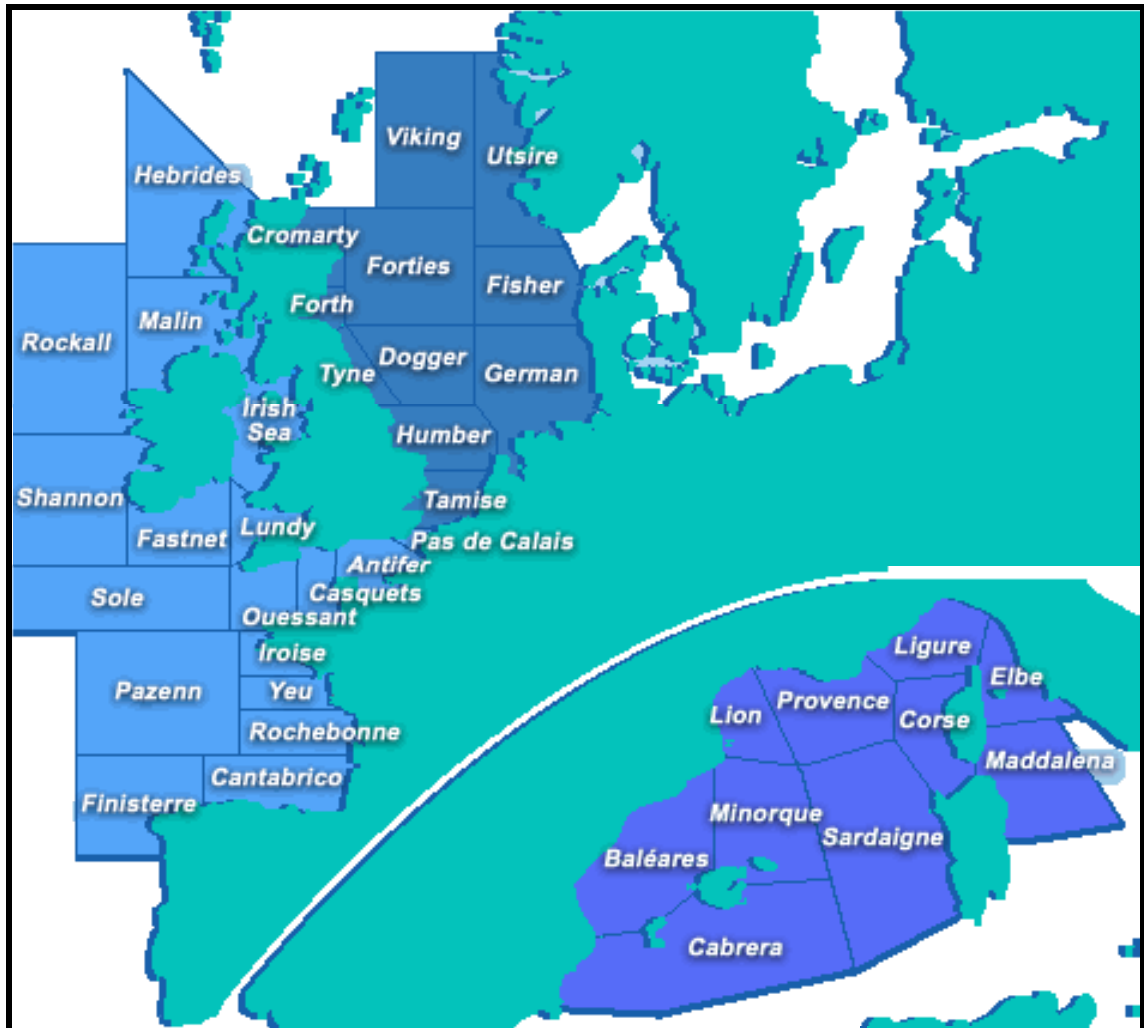 Viking
Utsire
Hebrides
Cromarty
Forties
Fisher
Forth
Malin
Rockall
Dogger
Tyne
German
Irish
Sea
Humber
Shannon
Tamise
Fastnet
Lundy
Pas de Calais
Antifer
Casquets
Sole
Ouessant
Iroise
Pazenn
Yeu
Rochebonne
Cantabrico
Finisterre
Ligure
Elbe
Provence
Lion
Corse
Maddalena
Minorque
Sardaigne
Baléares
Cabrera